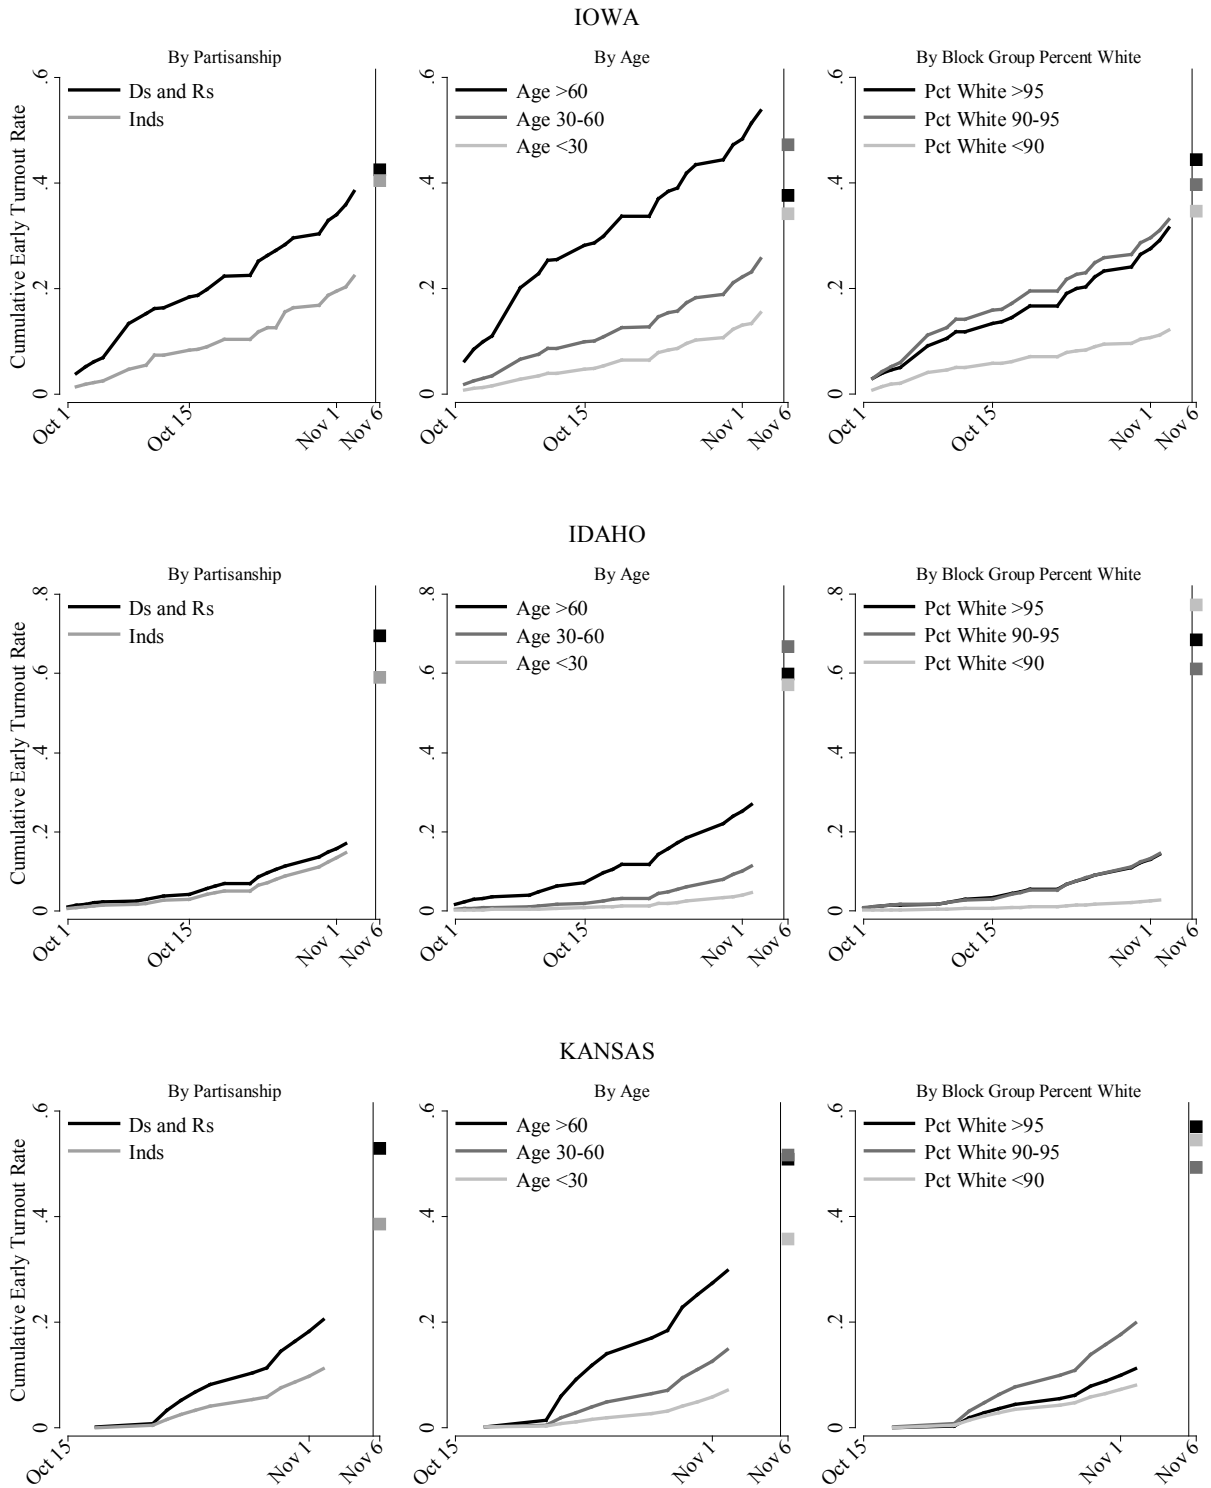 IOWA
By Partisanship
Cumulative Early Turnout Rate
0
.2
.4
.6
Ds and Rs
Inds
Oct 1
Oct 15
Nov 1
Nov 6
By Age
0
.2
.4
.6
Age >60
Age 30-60
Age <30
Oct 1
Oct 15
Nov 1
Nov 6
By Block Group Percent White
0
.2
.4
.6
Pct White >95
Pct White 90-95
Pct White <90
Oct 1
Oct 15
Nov 1
Nov 6
IDAHO
By Partisanship
Cumulative Early Turnout Rate
0
.2
.4
.6
.8
Ds and Rs
Inds
Oct 1
Oct 15
Nov 1
Nov 6
By Age
0
.2
.4
.6
.8
Age >60
Age 30-60
Age <30
Oct 1
Oct 15
Nov 1
Nov 6
By Block Group Percent White
0
.2
.4
.6
.8
Pct White >95
Pct White 90-95
Pct White <90
Oct 1
Oct 15
Nov 1
Nov 6
KANSAS
By Partisanship
Cumulative Early Turnout Rate
0
.2
.4
.6
Ds and Rs
Inds
Oct 15
Nov 1
Nov 6
By Age
0
.2
.4
.6
Age >60
Age 30-60
Age <30
Oct 15
Nov 1
Nov 6
By Block Group Percent White
0
.2
.4
.6
Pct White >95
Pct White 90-95
Pct White <90
Oct 15
Nov 1
Nov 6